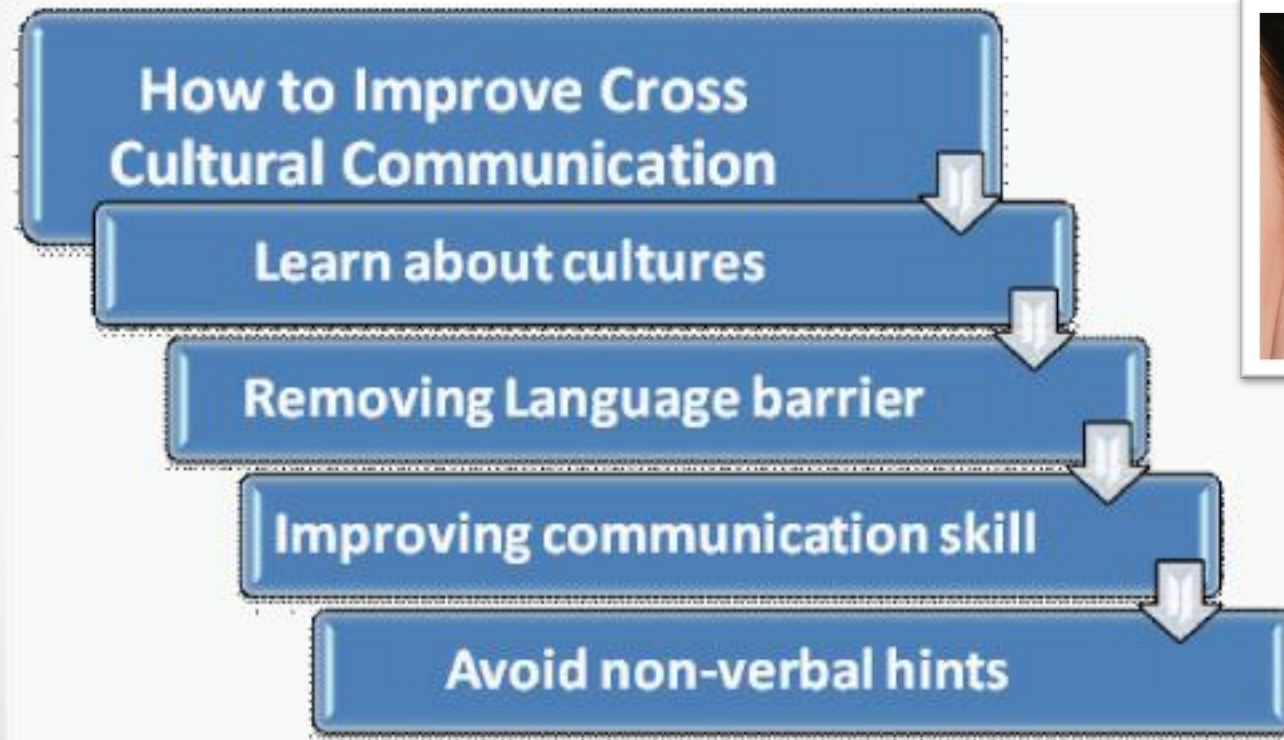 How to Improve Cross
Cultural Communication
Learn about cultures
Removing Language barrier
Improving communication skill
Avoid non-verbal hints